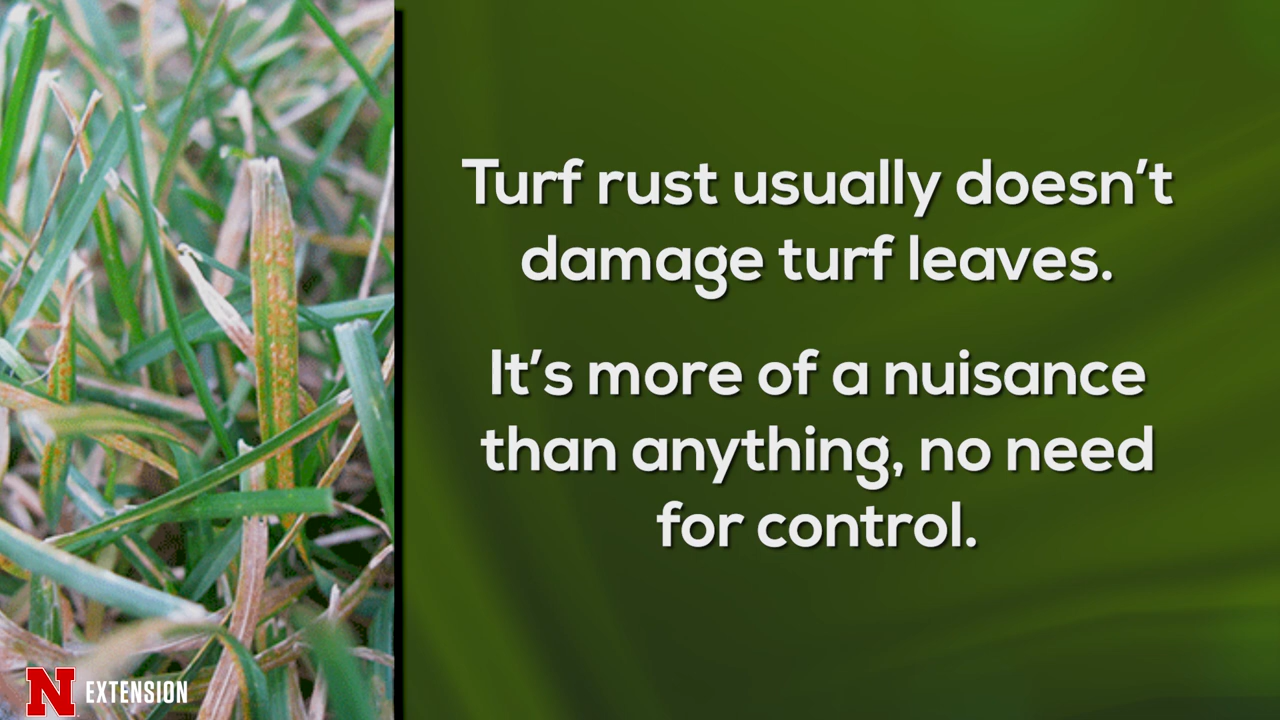 Turf rust usually doesn't
damage turf leaves.
It's more of a nuisance
than anything, no need
for control.
N EXTENSION